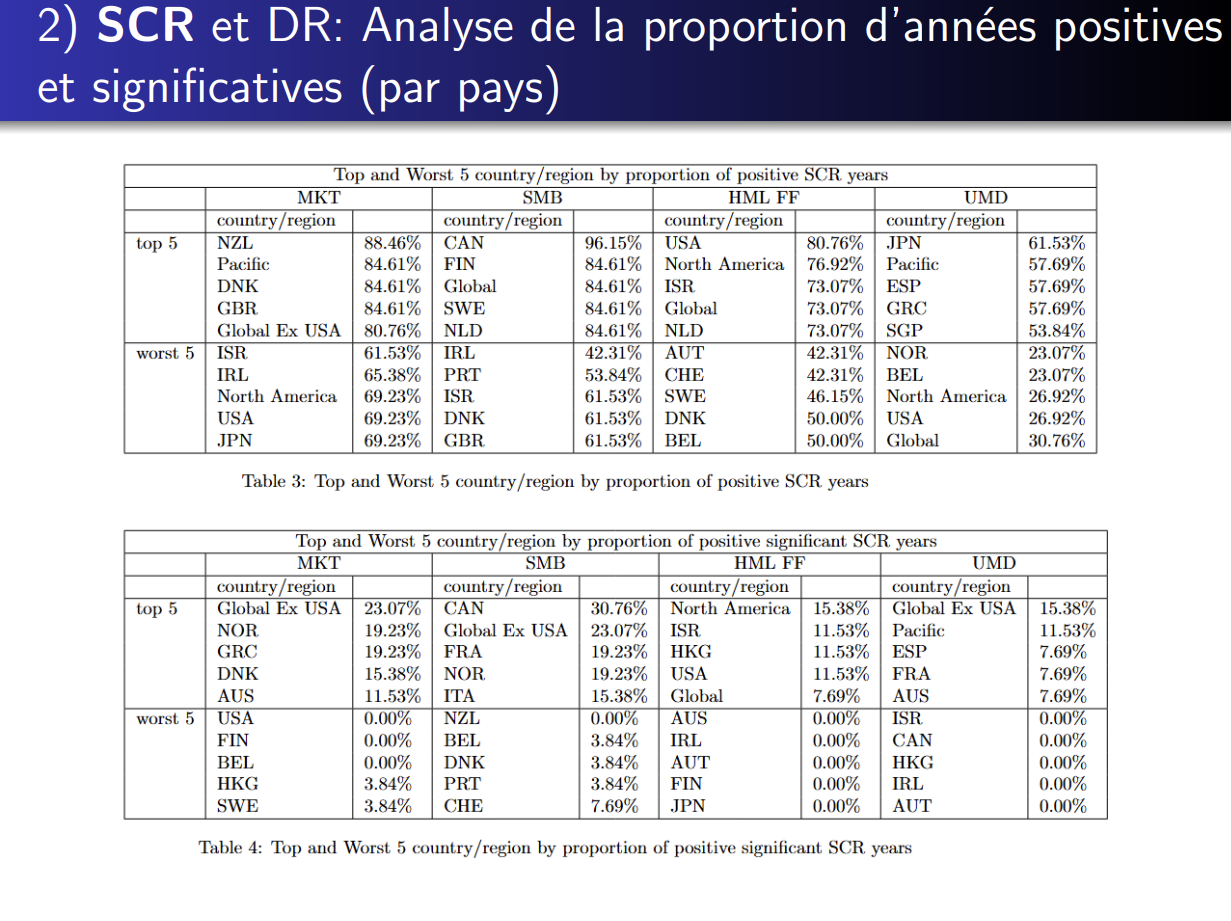 2) SCR et DR: Analyse de la proportion d'années positives
et significatives (par pays)
Top and Worst 5 country/region by proportion of positive SCR years
MKT SMB HML FF UMD
country/region country/region country/region country/region
top 5 NZL 88.46% CAN 96.15% USA 80.76% JPN 61.53%
Pacific 84.61% FIN 84.61% North America 76.92% Pacific 57.69%
DNK 84.61% Global 84.61% ISR 73.07% ESP 57.69%
GBR 84.61% SWE 84.61% Global 73.07% GRC 57.69%
Global Ex USA 80.76% NLD 84.61% NLD 73.07% SGP 53.84%
worst 5 ISR 61.53% IRL 42.31% AUT 42.31% NOR 23.07%
IRL 65.38% PRT 53.84% CHE 42.31% BEL 23.07%
North America 69.23% ISR 61.53% SWE 46.15% North America 26.92%
USA 69.23% DNK 61.53% DNK 50.00% USA 26.92%
JPN 69.23% GBR 61.53% BEL 50.00% Global 30.76%
Table 3: Top and Worst 5 country/region by proportion of positive SCR years
Top and Worst 5 country/region by proportion of positive significant SCR years
MKT SMB HML FF UMD
country/region country/region country/region country/region
top 5 Global Ex USA 23.07% CAN 30.76% North America 15.38% Global Ex USA 15.38%
NOR 19.23% Global Ex USA 23.07% ISR 11.53% Pacific 11.53%
GRC 19.23% FRA 19.23% HKG 11.53% ESP 7.69%
DNK 15.38% NOR 19.23% USA 11.53% FRA 7.69%
AUS 11.53% ITA 15.38% Global 7.69% AUS 7.69%
worst 5 USA 0.00% NZL 0.00% AUS 0.00% ISR 0.00%
FIN 0.00% BEL 3.84% IRL 0.00% CAN 0.00%
BEL 0.00% DNK 3.84% AUT 0.00% HKG 0.00%
HKG 3.84% PRT 3.84% FIN 0.00% IRL 0.00%
SWE 3.84% CHE 7.69% JPN 0.00% AUT 0.00%
Table 4: Top and Worst 5 country/region by proportion of positive significant SCR years